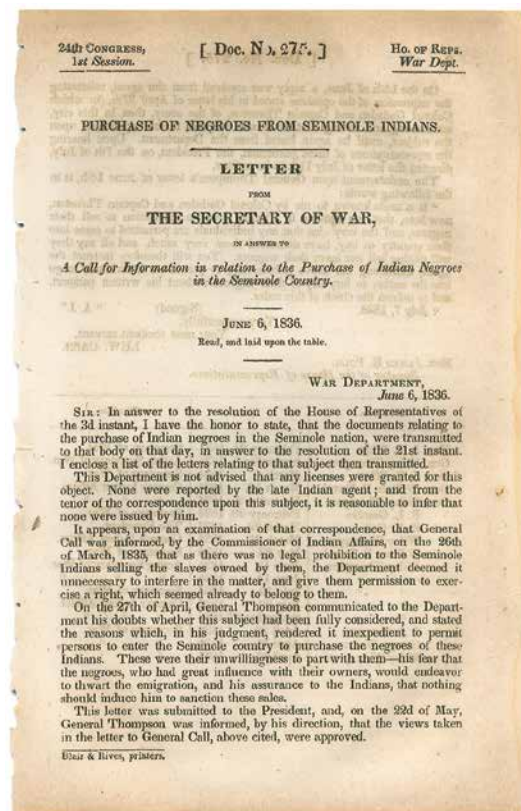 24th Congress,
1st Session.
[ Doc. No. 275. ]
Ho. of Reps.
War Dept.
PURCHASE OF NEGROES FROM SEMINOLE INDIANS.
LETTER
FROM
THE SECRETARY OF WAR,
IN ANSWER TO
A Call for Information in relation to the Purchase of Indian Negroes
in the Seminole Country.
June 6, 1836.
Read, and laid upon the table.
War Department,
June 6, 1836.
Sir: In answer to the resolution of the House of Representatives of
the 3d instant, I have the honor to state, that the documents relating to
the purchase of Indian negroes in the Seminole nation, were transmitted
to that body on that day, in answer to the resolution of the 21st instant.
I enclose a list of the letters relating to that subject then transmitted.
This Department is not advised that any licenses were granted for this
object. None were reported by the late Indian agent; and from the
tenor of the correspondence upon this subject, it is reasonable to infer that
none were issued by him.
It appears, upon an examination of that correspondence, that General
Call was informed, by the Commissioner of Indian Affairs, on the 26th
of March, 1835, that as there was no legal prohibition to the Seminole
Indians selling the slaves owned by them, the Department deemed it
unnecessary to interfere in the matter, and give them permission to exer-
cise a right, which seemed already to belong to them.
On the 27th of April, General Thompson communicated to the Depart-
ment his doubts whether this subject had been fully considered, and stated
the reasons which, in his judgment, rendered it inexpedient to permit
persons to enter the Seminole country to purchase the negroes of these
Indians. These were their unwillingness to part with them—his fear that
the negroes, who had great influence with their owners, would endeavor
to thwart the emigration, and his assurance to the Indians, that nothing
should induce him to sanction these sales.
This letter was submitted to the President, and, on the 22d of May,
General Thompson was informed, by his direction, that the views taken
in the letter to General Call, above cited, were approved.
Blair & Rives, printers.